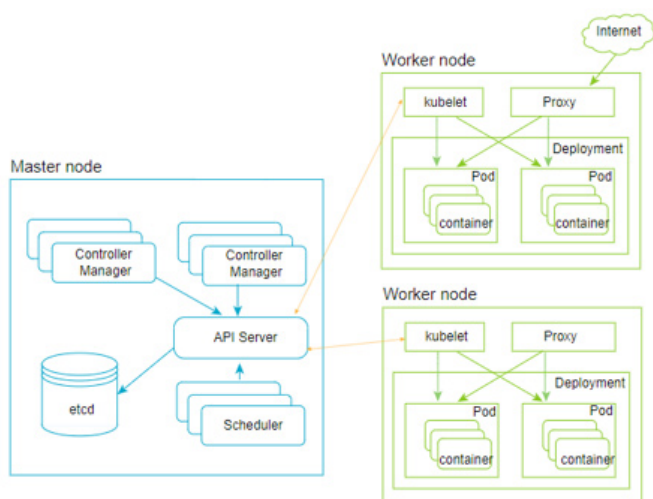 Internet
Worker node
kubelet
Proxy
Deployment
Pod
Pod
container
container
Master node
Controller
Manager
Controller
Manager
API Server
etcd
Scheduler
Worker node
kubelet
Proxy
Deployment
Pod
Pod
container
container